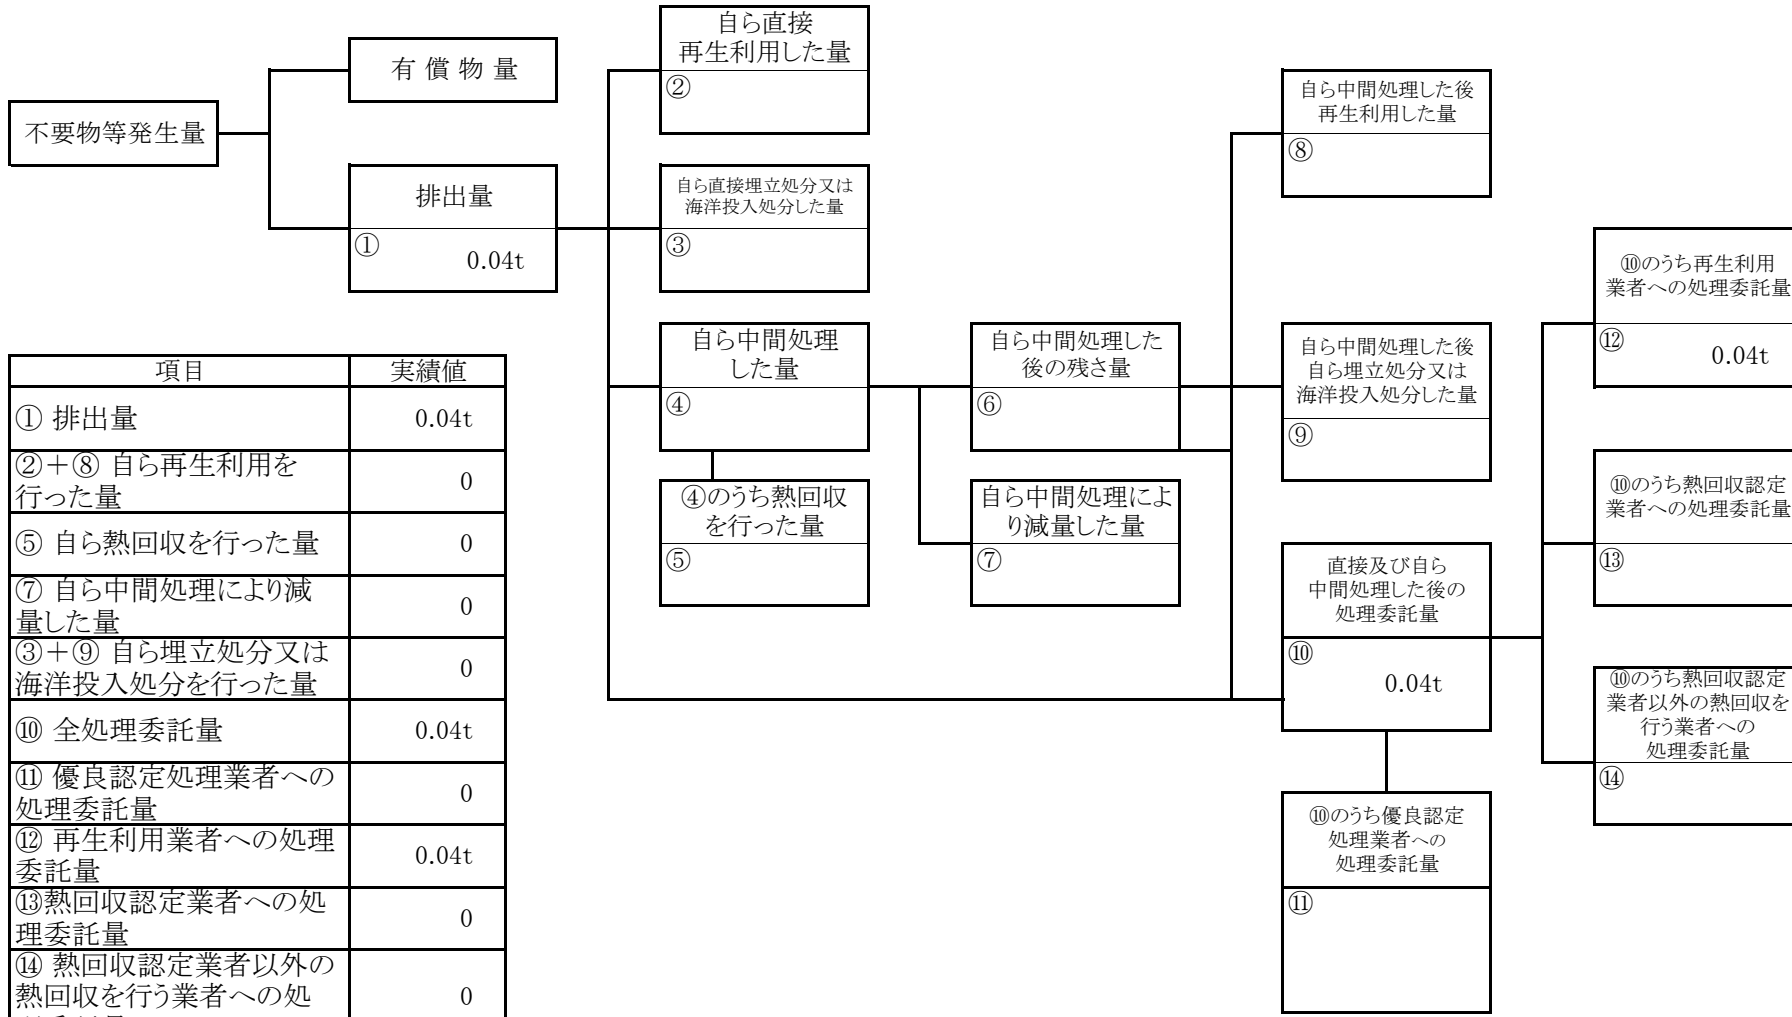 自ら直接
再生利用した量
②
有 償 物 量
不要物等発生量
排出量
①
0.04t
自ら直接埋立処分又は
海洋投入処分した量
③
自ら中間処理した後
再生利用した量
⑧
自ら中間処理
した量
④
自ら中間処理した
後の残さ量
⑥
自ら中間処理した後
自ら埋立処分又は
海洋投入処分した量
⑨
④のうち熱回収
を行った量
⑤
自ら中間処理によ
り減量した量
⑦
直接及び自ら
中間処理した後の
処理委託量
⑩
0.04t
⑩のうち優良認定
処理業者への
処理委託量
⑪
⑩のうち再生利用
業者への処理委託量
⑫
0.04t
⑩のうち熱回収認定
業者への処理委託量
⑬
⑩のうち熱回収認定
業者以外の熱回収を
行う業者への
処理委託量
⑭
項目 実績値
① 排出量 0.04t
②＋⑧ 自ら再生利用を
行った量 0
⑤ 自ら熱回収を行った量 0
⑦ 自ら中間処理により減
量した量 0
③＋⑨ 自ら埋立処分又は
海洋投入処分を行った量 0
⑩ 全処理委託量 0.04t
⑪ 優良認定処理業者への
処理委託量 0
⑫ 再生利用業者への処理
委託量 0.04t
⑬熱回収認定業者への処
理委託量 0
⑭ 熱回収認定業者以外の
熱回収を行う業者への処 0